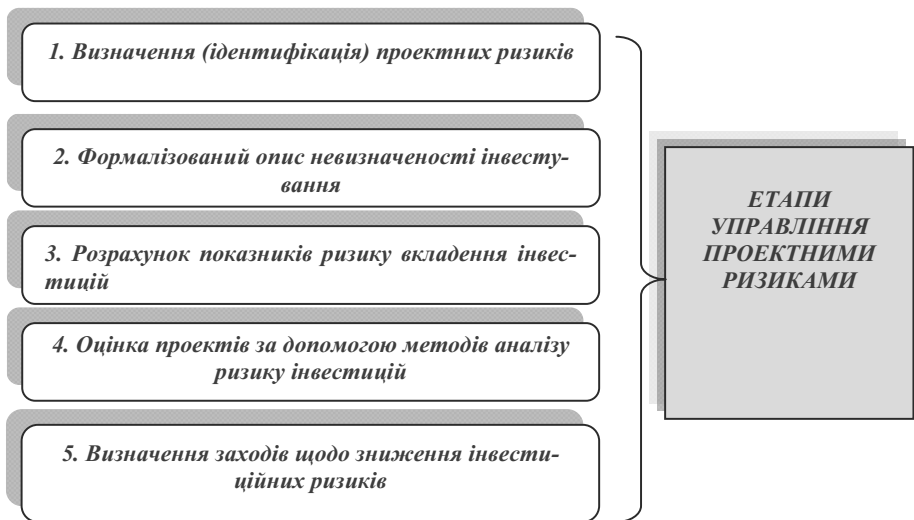 1. Визначення (ідентифікація) проектних ризиків
2. Формалізований опис невизначеності інвесту-
вання
3. Розрахунок показників ризику вкладення інвес-
тицій
4. Оцінка проектів за допомогою методів аналізу
ризику інвестицій
5. Визначення заходів щодо зниження інвести-
ційних ризиків
ЕТАПИ
УПРАВЛІННЯ
ПРОЕКТНИМИ
РИЗИКАМИ